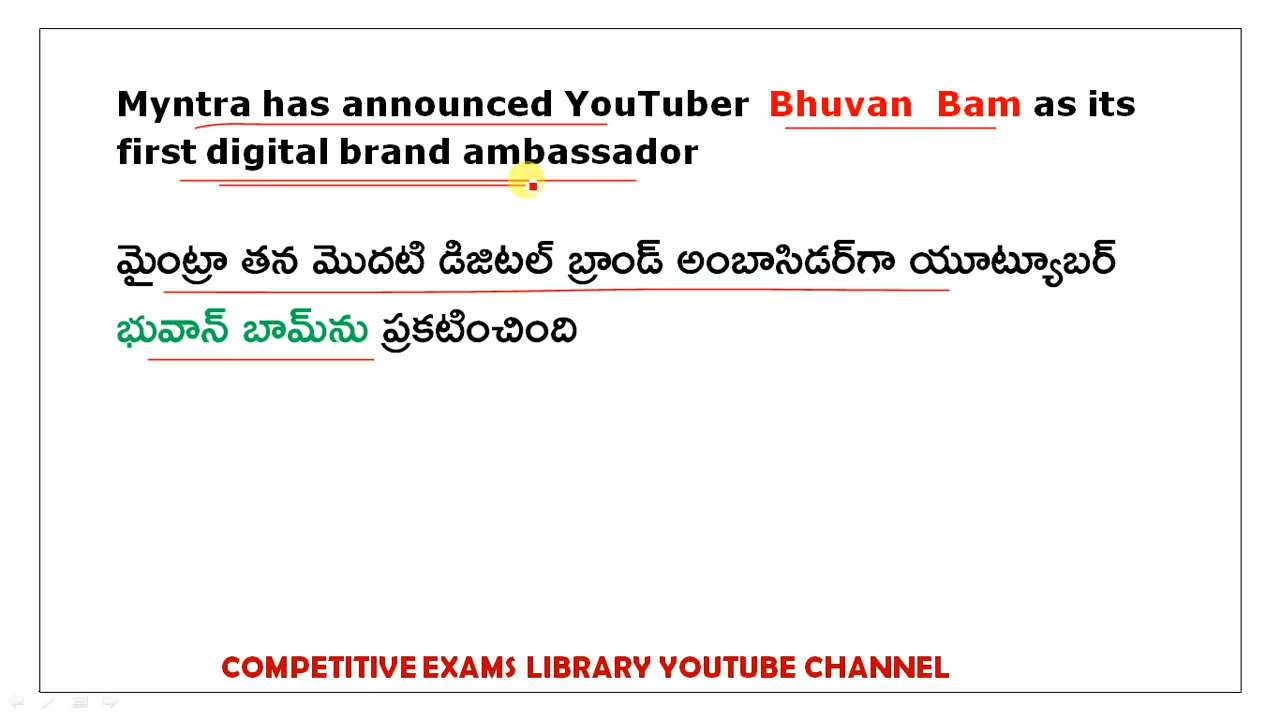 Myntra has announced YouTuber Bhuvan Bam as its
first digital brand ambassador
మైంట్రా తన మొదటి డిజిటల్ బ్రాండ్ అంబాసిడర్‌గా యూట్యూబర్
భువాన్ బామ్‌ను ప్రకటించింది
COMPETITIVE EXAMS LIBRARY YOUTUBE CHANNEL